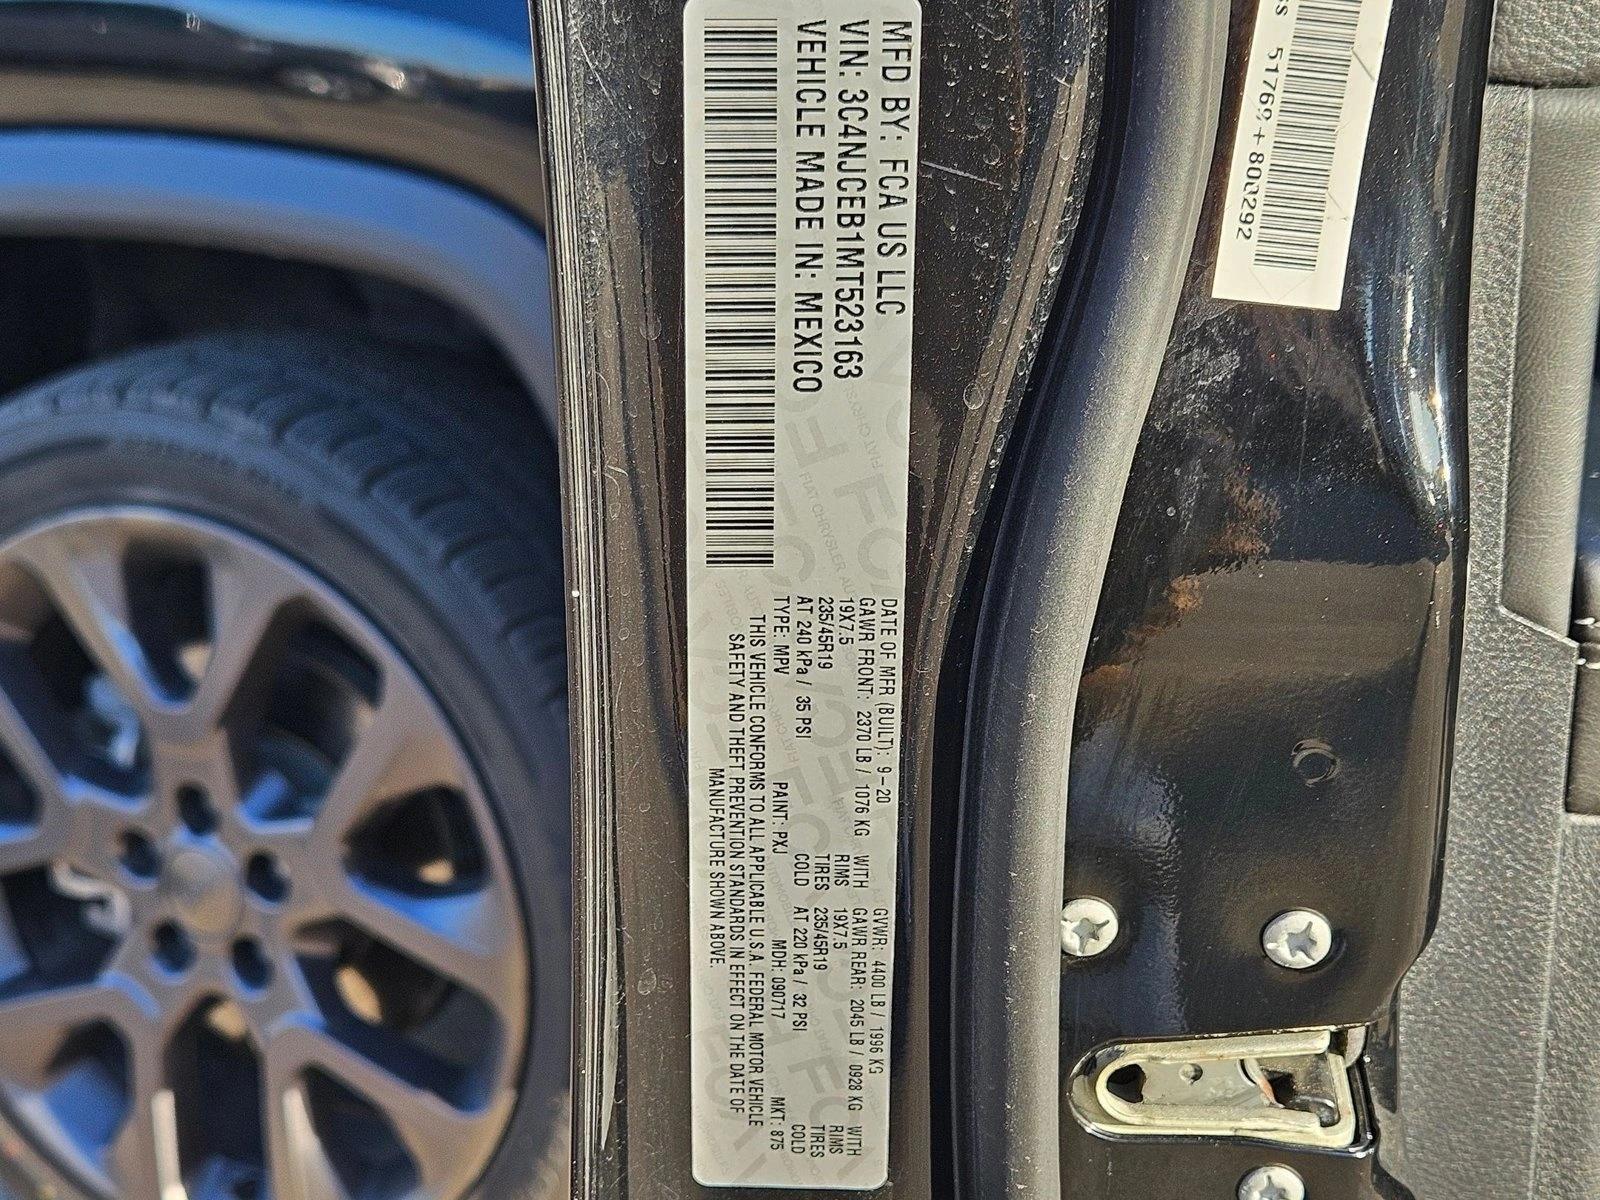 MFD BY: FCA US LLC
VIN: 3C4NJCEB1MT523163
VEHICLE MADE IN: MEXICO
DATE OF MFR (BUILT): 9-20 GVWR: 4400 LB / 1996 KG
GAWR FRONT: 2370 LB / 1076 KG WITH GAWR REAR: 2045 LB / 0928 KG WITH
19X7.5 RIMS 19X7.5 RIMS
235/45R19 TIRES 235/45R19 TIRES
AT 240 kPa / 35 PSI COLD AT 220 kPa / 32 PSI COLD
TYPE: MPV PAINT: PXJ MDH: 090717 MKT: 875
THIS VEHICLE CONFORMS TO ALL APPLICABLE U.S.A. FEDERAL MOTOR VEHICLE
SAFETY AND THEFT PREVENTION STANDARDS IN EFFECT ON THE DATE OF
MANUFACTURE SHOWN ABOVE.